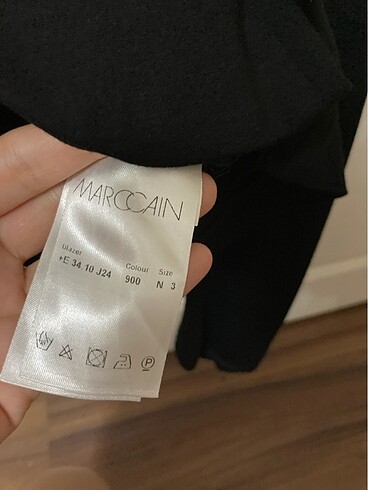 MARCCAIN
blazer
+E 34 10 J24
Colour
Size
900
N 3
P